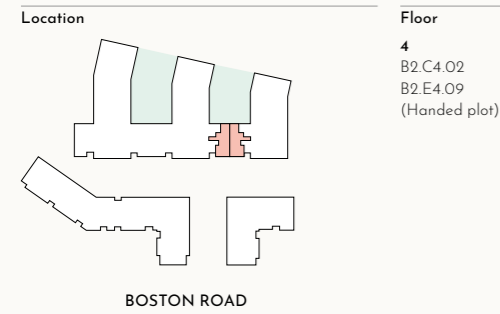 Location
BOSTON ROAD
Floor
4
B2.C4.02
B2.E4.09
(Handed plot)